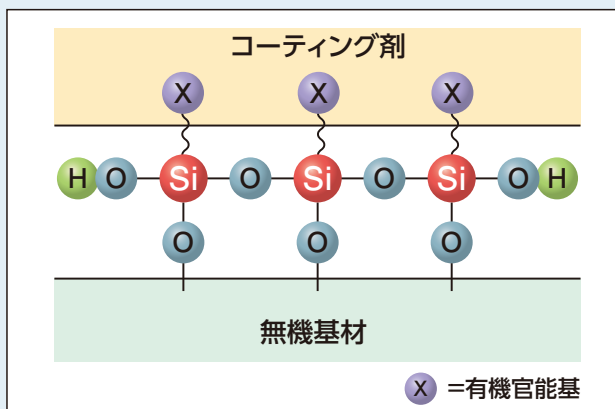 コーティング剤
X X X
H O Si O Si O Si O H
O O O
無機基材
X =有機官能基